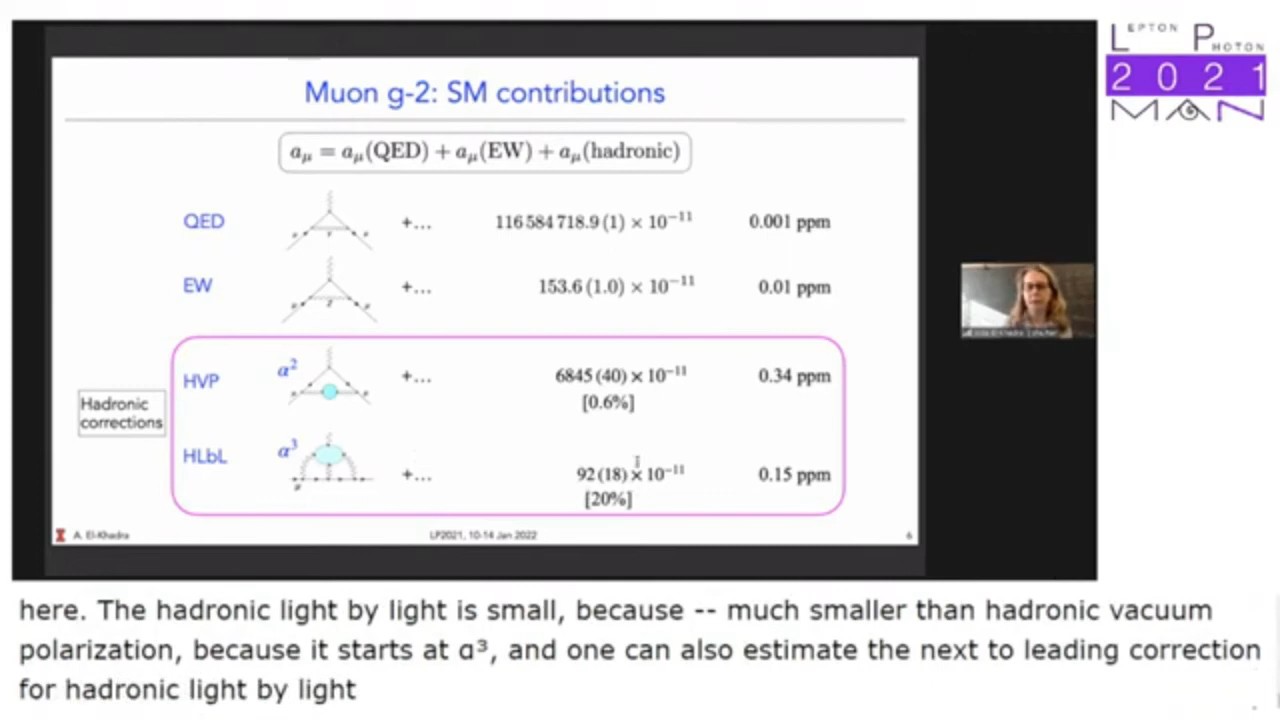 LEPTON PHOTON
2021
MAN
Muon g-2: SM contributions
aμ = aμ(QED) + aμ(EW) + aμ(hadronic)
QED +... 116 584 718.9 (1) × 10⁻¹¹ 0.001 ppm
EW +... 153.6 (1.0) × 10⁻¹¹ 0.01 ppm
Hadronic
corrections
HVP α² +... 6845 (40) × 10⁻¹¹ 0.34 ppm
[0.6%]
HLbL α³ +... 92 (18) × 10⁻¹¹ 0.15 ppm
[20%]
A. El-Khadra LP2021, 10-14 Jan 2022 6
here. The hadronic light by light is small, because -- much smaller than hadronic vacuum
polarization, because it starts at α³, and one can also estimate the next to leading correction
for hadronic light by light